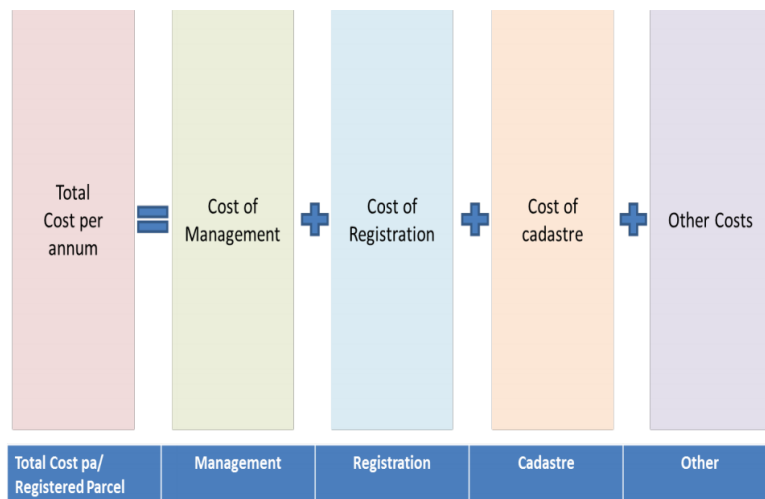 Total
Cost per
annum
=
Cost of
Management
+
Cost of
Registration
+
Cost of
cadastre
+
Other Costs
Total Cost pa/
Registered Parcel
Management
Registration
Cadastre
Other